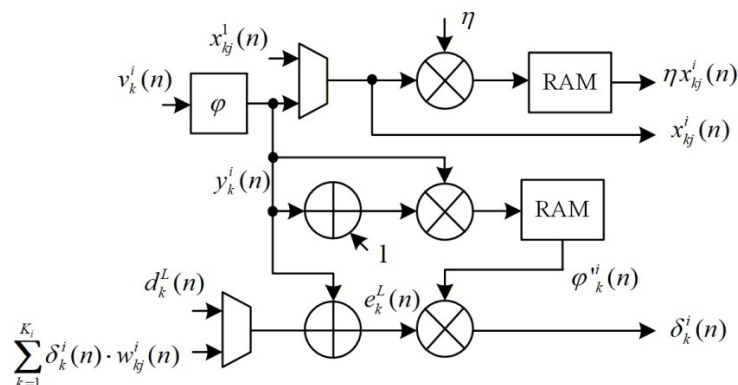 η
x¹ₖⱼ(n)
vⁱₖ(n)
φ
RAM
ηxⁱₖⱼ(n)
xⁱₖⱼ(n)
yⁱₖ(n)
RAM
1
φ'ⁱₖ(n)
dᴸₖ(n)
eᴸₖ(n)
δⁱₖ(n)
∑ₖ₌₁ᴷⁱ δⁱₖ(n)·wⁱₖⱼ(n)